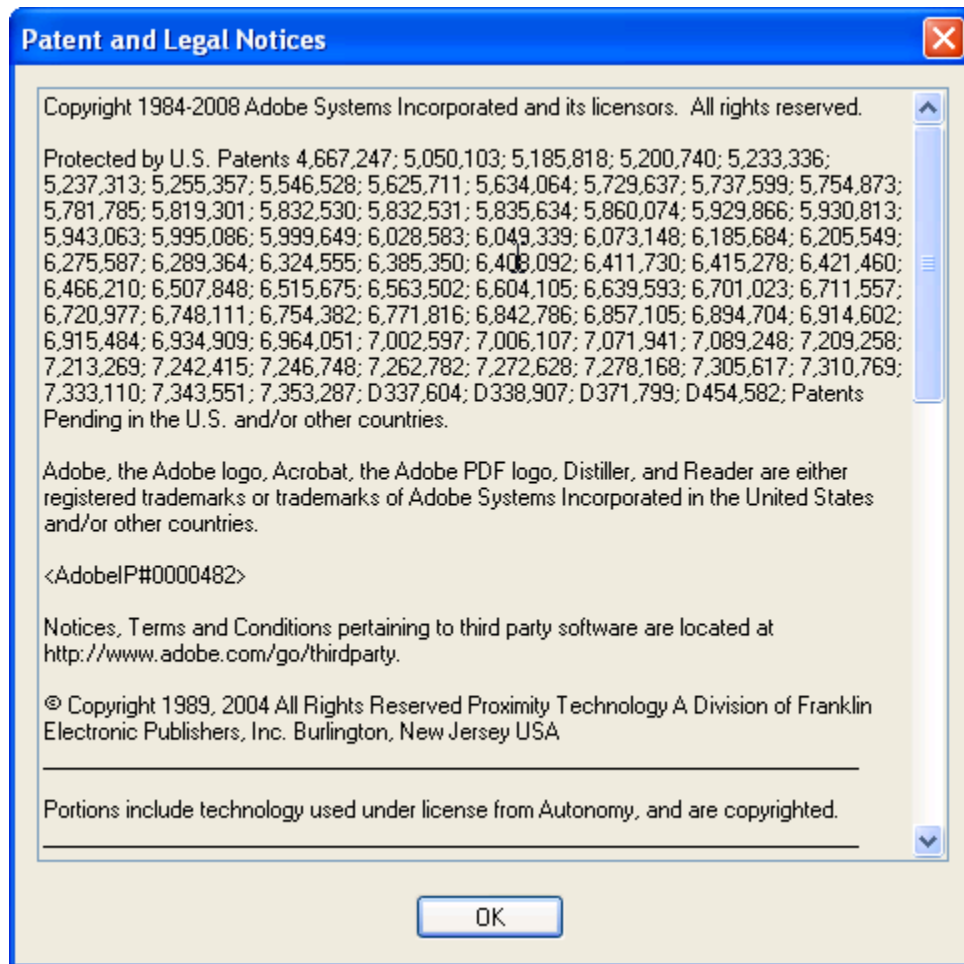 Patent and Legal Notices
Copyright 1984-2008 Adobe Systems Incorporated and its licensors.  All rights reserved.
Protected by U.S. Patents 4,667,247; 5,050,103; 5,185,818; 5,200,740; 5,233,336;
5,237,313; 5,255,357; 5,546,528; 5,625,711; 5,634,064; 5,729,637; 5,737,599; 5,754,873;
5,781,785; 5,819,301; 5,832,530; 5,832,531; 5,835,634; 5,860,074; 5,929,866; 5,930,813;
5,943,063; 5,995,086; 5,999,649; 6,028,583; 6,049,339; 6,073,148; 6,185,684; 6,205,549;
6,275,587; 6,289,364; 6,324,555; 6,385,350; 6,411,730; 6,415,278; 6,421,460;
6,466,210; 6,507,848; 6,515,675; 6,563,502; 6,604,105; 6,639,593; 6,701,023; 6,711,557;
6,720,977; 6,748,111; 6,754,382; 6,771,816; 6,842,786; 6,857,105; 6,894,704; 6,914,602;
6,915,484; 6,934,909; 6,964,051; 7,002,597; 7,006,107; 7,071,941; 7,089,248; 7,209,258;
7,213,269; 7,242,415; 7,246,748; 7,262,782; 7,272,628; 7,278,168; 7,305,617; 7,310,769;
7,333,110; 7,343,551; 7,353,287; D337,604; D338,907; D371,799; D454,582; Patents
Pending in the U.S. and/or other countries.
Adobe, the Adobe logo, Acrobat, the Adobe PDF logo, Distiller, and Reader are either
registered trademarks or trademarks of Adobe Systems Incorporated in the United States
and/or other countries.
<AdobeIP#0000482>
Notices, Terms and Conditions pertaining to third party software are located at
http://www.adobe.com/go/thirdparty.
© Copyright 1989, 2004 All Rights Reserved Proximity Technology A Division of Franklin
Electronic Publishers, Inc. Burlington, New Jersey USA
Portions include technology used under license from Autonomy, and are copyrighted.
OK